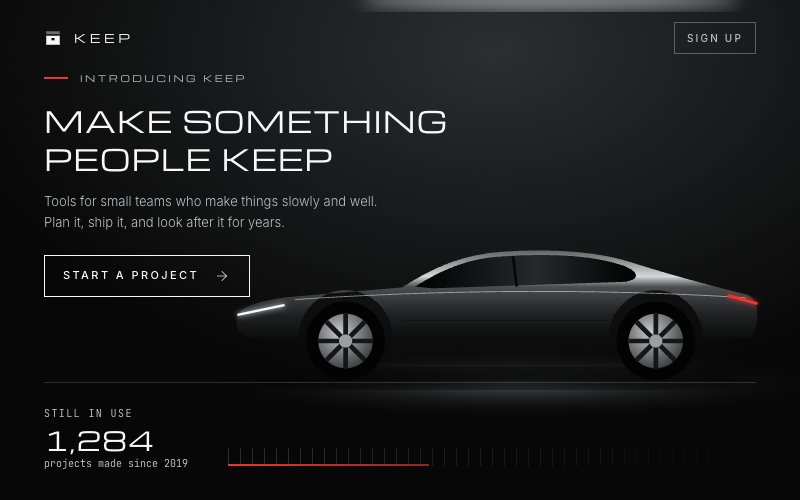 KEEP
SIGN UP
INTRODUCING KEEP
MAKE SOMETHING
PEOPLE KEEP
Tools for small teams who make things slowly and well.
Plan it, ship it, and look after it for years.
START A PROJECT
STILL IN USE
1,284
projects made since 2019